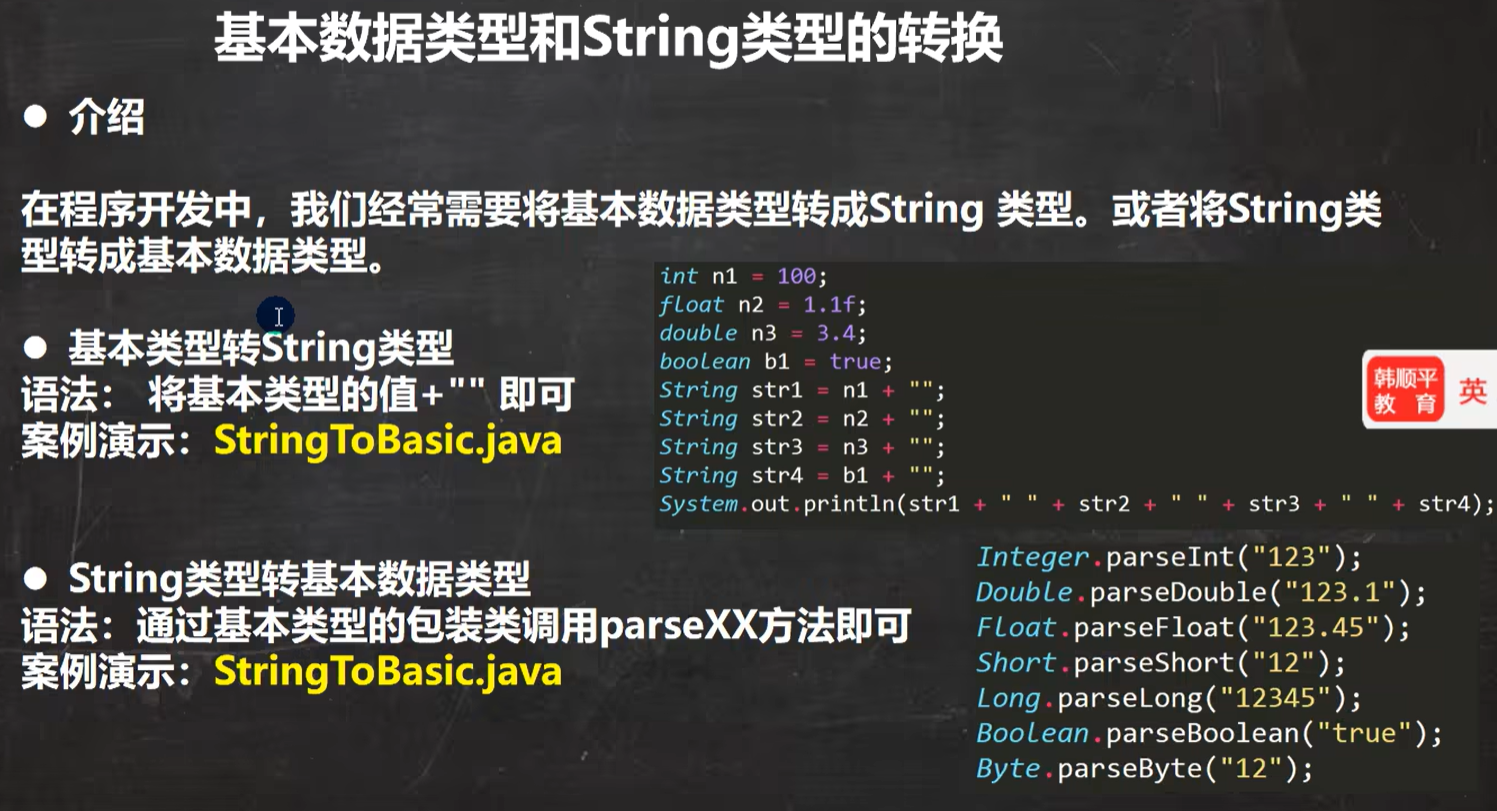 基本数据类型和String类型的转换
● 介绍
在程序开发中，我们经常需要将基本数据类型转成String 类型。或者将String类
型转成基本数据类型。
● 基本类型转String类型
语法： 将基本类型的值+"" 即可
案例演示：StringToBasic.java
int n1 = 100;
float n2 = 1.1f;
double n3 = 3.4;
boolean b1 = true;
String str1 = n1 + "";
String str2 = n2 + "";
String str3 = n3 + "";
String str4 = b1 + "";
System.out.println(str1 + " " + str2 + " " + str3 + " " + str4);
韩顺平
教 育
英
● String类型转基本数据类型
语法：通过基本类型的包装类调用parseXX方法即可
案例演示：StringToBasic.java
Integer.parseInt("123");
Double.parseDouble("123.1");
Float.parseFloat("123.45");
Short.parseShort("12");
Long.parseLong("12345");
Boolean.parseBoolean("true");
Byte.parseByte("12");